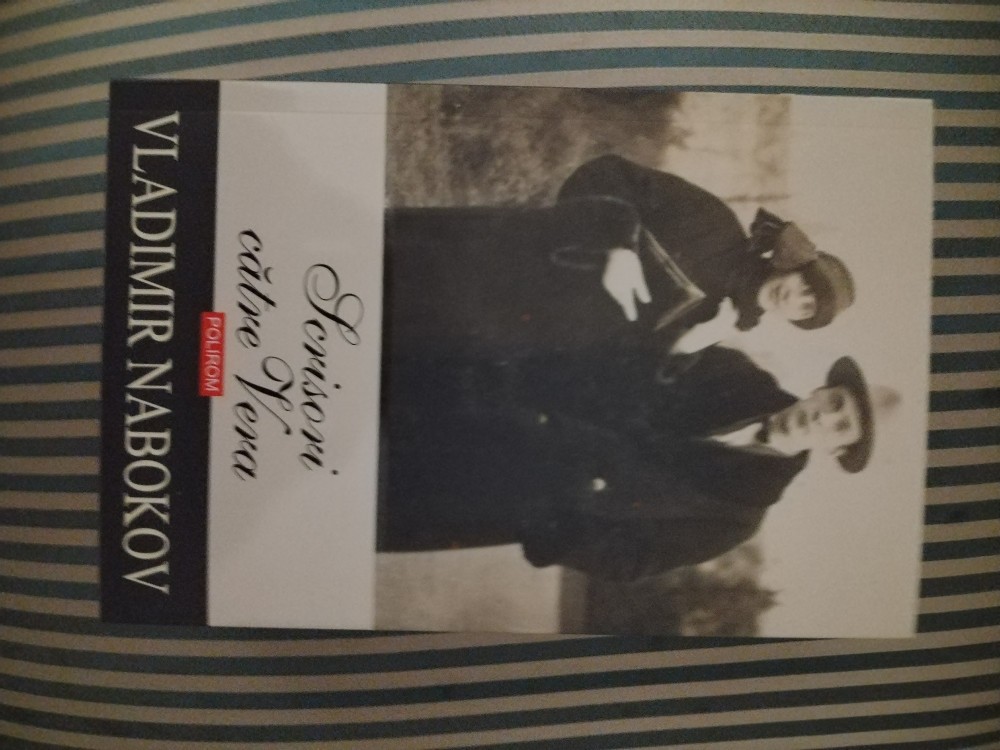 Scrisori
către Vera
POLIROM
VLADIMIR NABOKOV